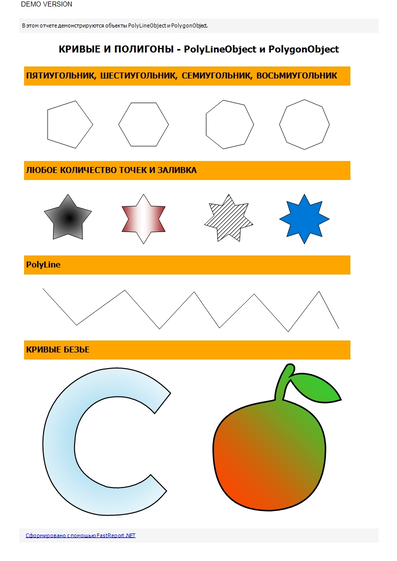 DEMO VERSION
В этом отчете демонстрируются объекты PolyLineObject и PolygonObject.
КРИВЫЕ И ПОЛИГОНЫ - PolyLineObject и PolygonObject
ПЯТИУГОЛЬНИК, ШЕСТИУГОЛЬНИК, СЕМИУГОЛЬНИК, ВОСЬМИУГОЛЬНИК
ЛЮБОЕ КОЛИЧЕСТВО ТОЧЕК И ЗАЛИВКА
PolyLine
КРИВЫЕ БЕЗЬЕ
Сформировано с помощью FastReport.NET